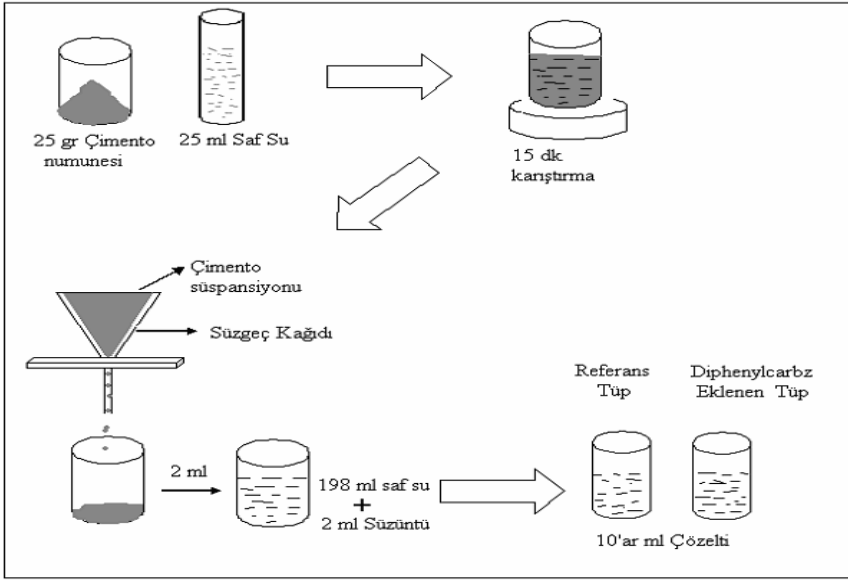 25 gr Çimento
numunesi
25 ml Saf Su
15 dk
karıştırma
Çimento
süspansiyonu
Süzgeç Kağıdı
2 ml
198 ml saf su
+
2 ml Süzüntü
Referans
Tüp
Diphenylcarbz
Eklenen Tüp
10'ar ml Çözelti